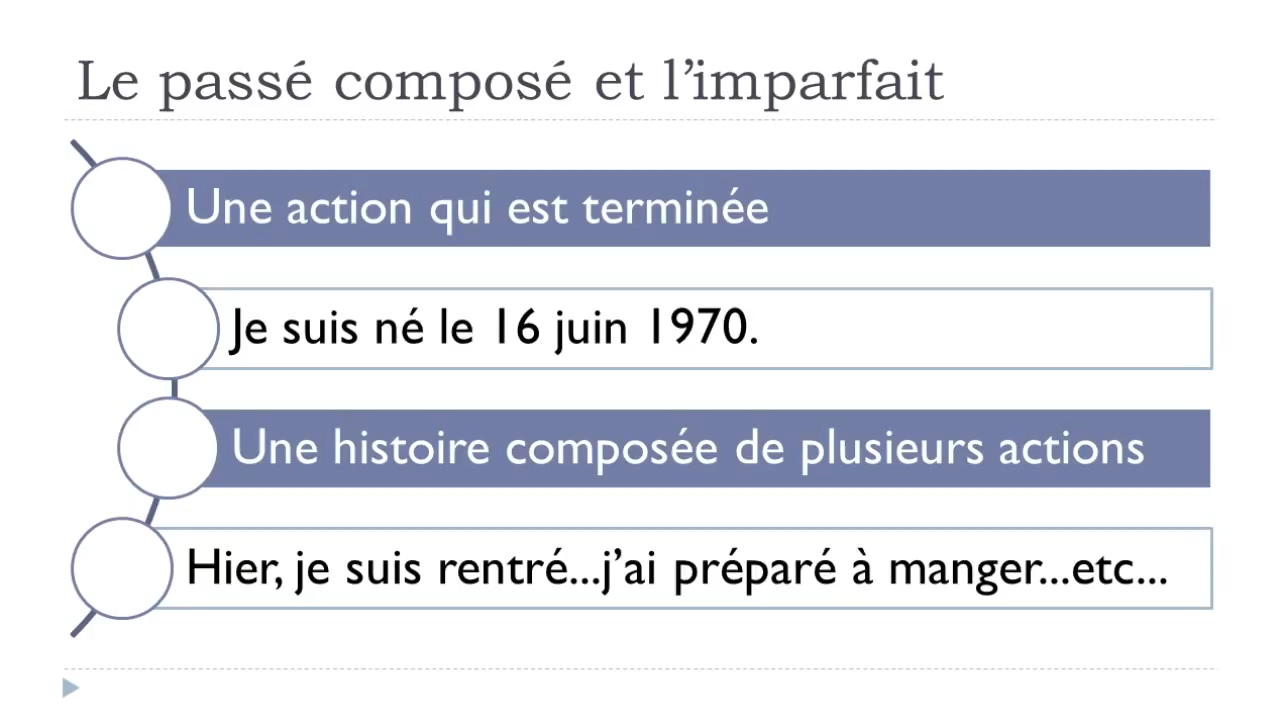 Le passé composé et l’imparfait
Une action qui est terminée
Je suis né le 16 juin 1970.
Une histoire composée de plusieurs actions
Hier, je suis rentré...j’ai préparé à manger...etc...